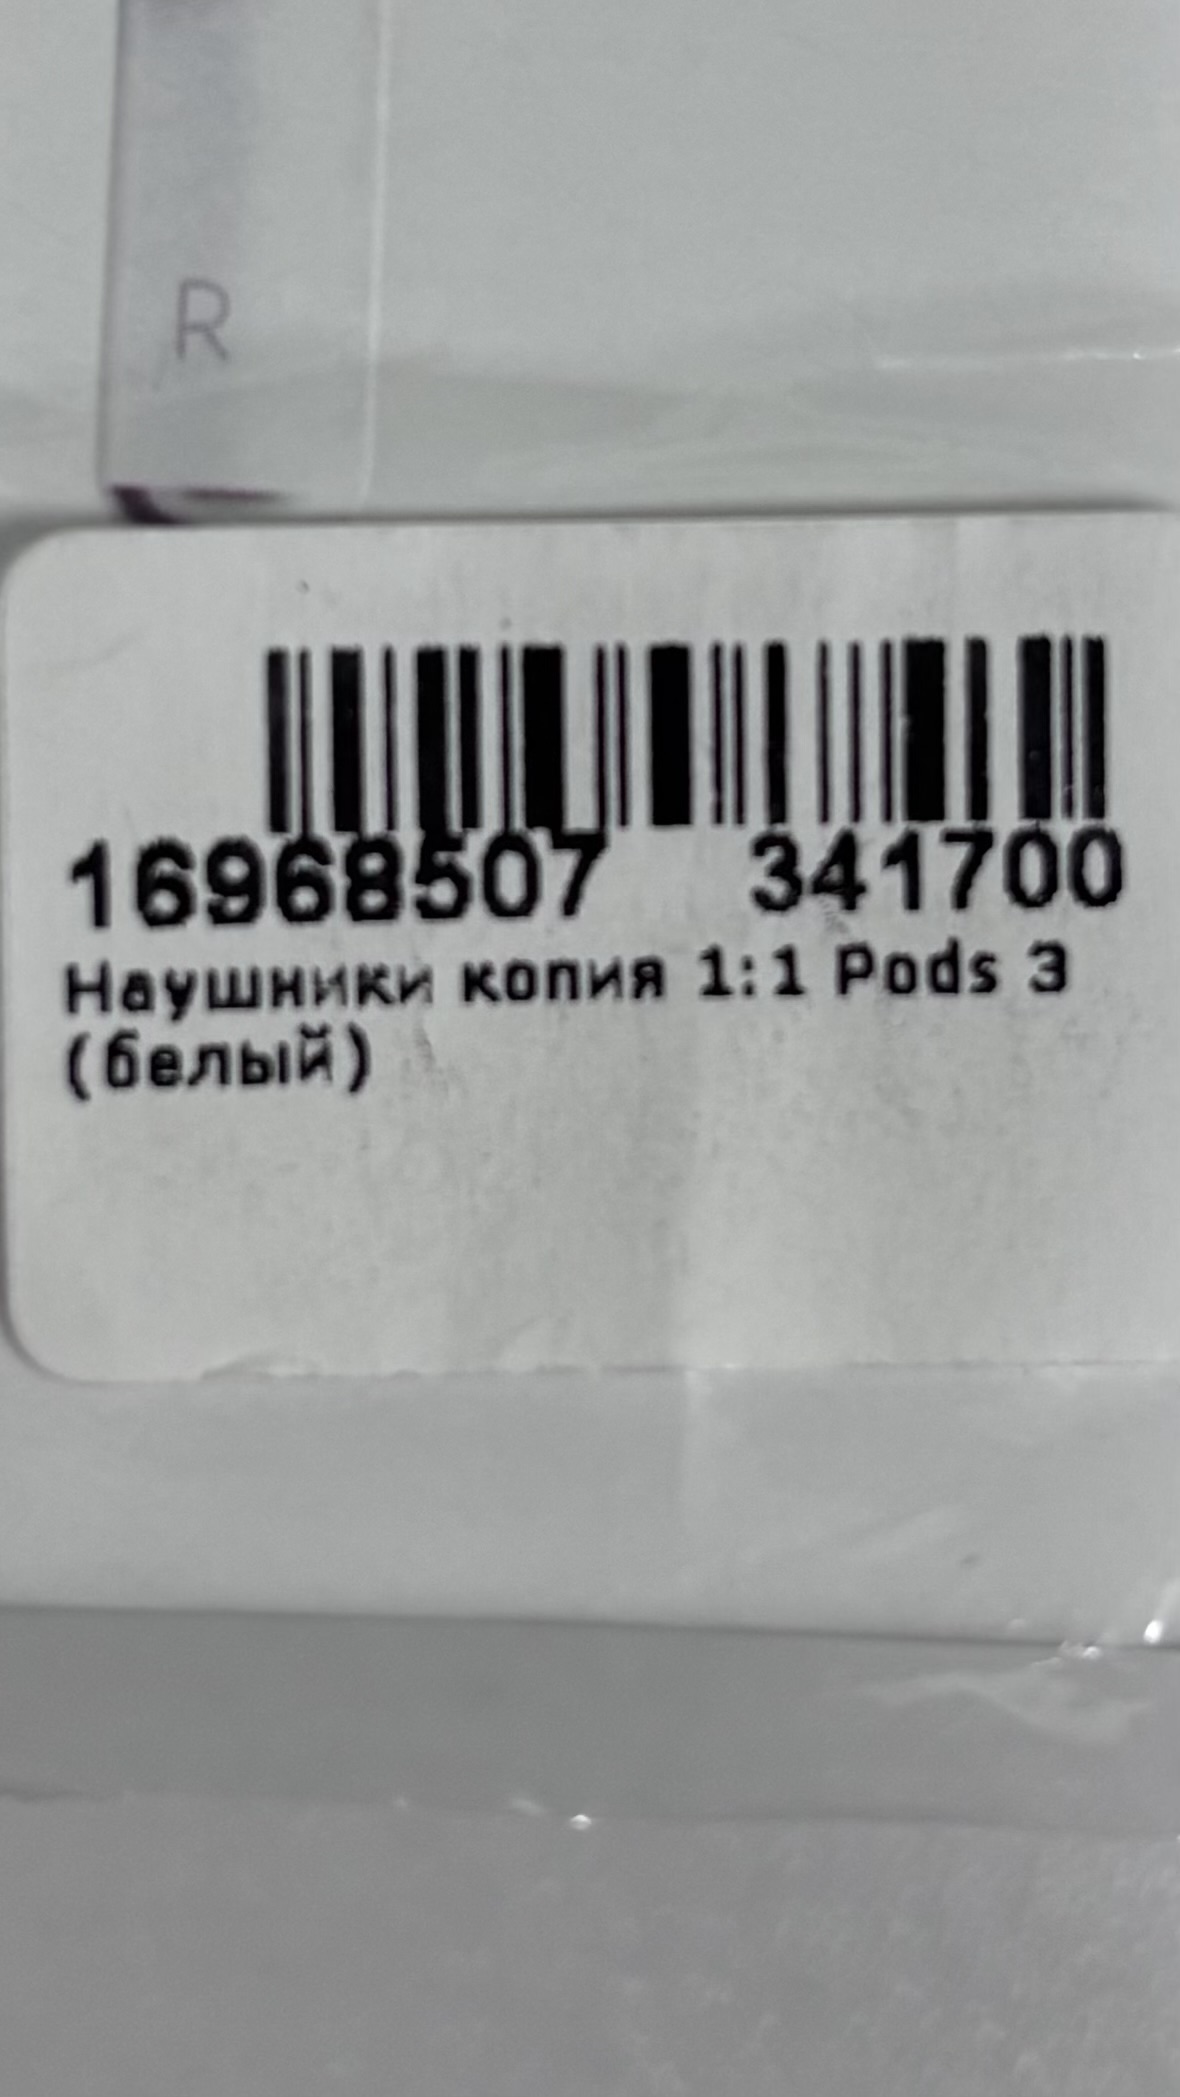 R
16968507 341700
Наушники копия 1:1 Pods 3
(белый)